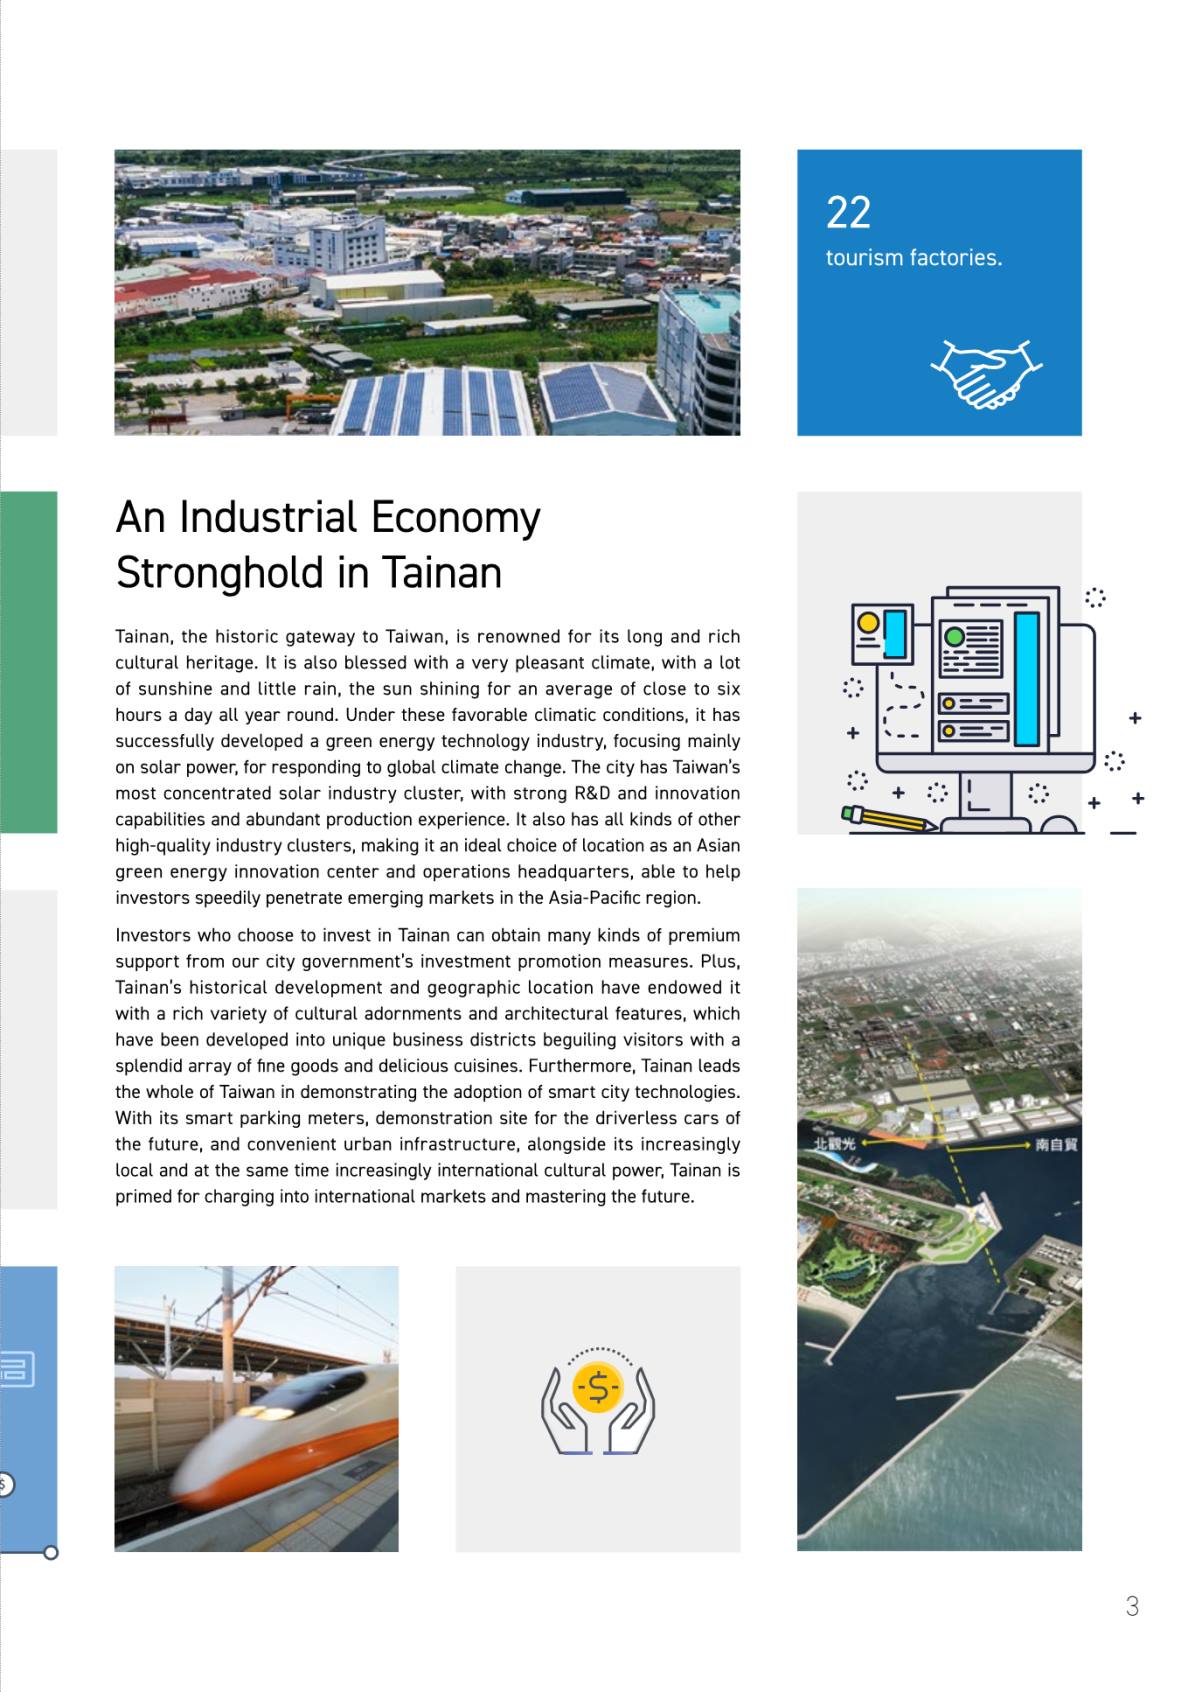 22
tourism factories.
An Industrial Economy
Stronghold in Tainan
Tainan, the historic gateway to Taiwan, is renowned for its long and rich
cultural heritage. It is also blessed with a very pleasant climate, with a lot
of sunshine and little rain, the sun shining for an average of close to six
hours a day all year round. Under these favorable climatic conditions, it has
successfully developed a green energy technology industry, focusing mainly
on solar power, for responding to global climate change. The city has Taiwan's
most concentrated solar industry cluster, with strong R&D and innovation
capabilities and abundant production experience. It also has all kinds of other
high-quality industry clusters, making it an ideal choice of location as an Asian
green energy innovation center and operations headquarters, able to help
investors speedily penetrate emerging markets in the Asia-Pacific region.
Investors who choose to invest in Tainan can obtain many kinds of premium
support from our city government's investment promotion measures. Plus,
Tainan's historical development and geographic location have endowed it
with a rich variety of cultural adornments and architectural features, which
have been developed into unique business districts beguiling visitors with a
splendid array of fine goods and delicious cuisines. Furthermore, Tainan leads
the whole of Taiwan in demonstrating the adoption of smart city technologies.
With its smart parking meters, demonstration site for the driverless cars of
the future, and convenient urban infrastructure, alongside its increasingly
local and at the same time increasingly international cultural power, Tainan is
primed for charging into international markets and mastering the future.
北觀光
南自貿
$
$
3